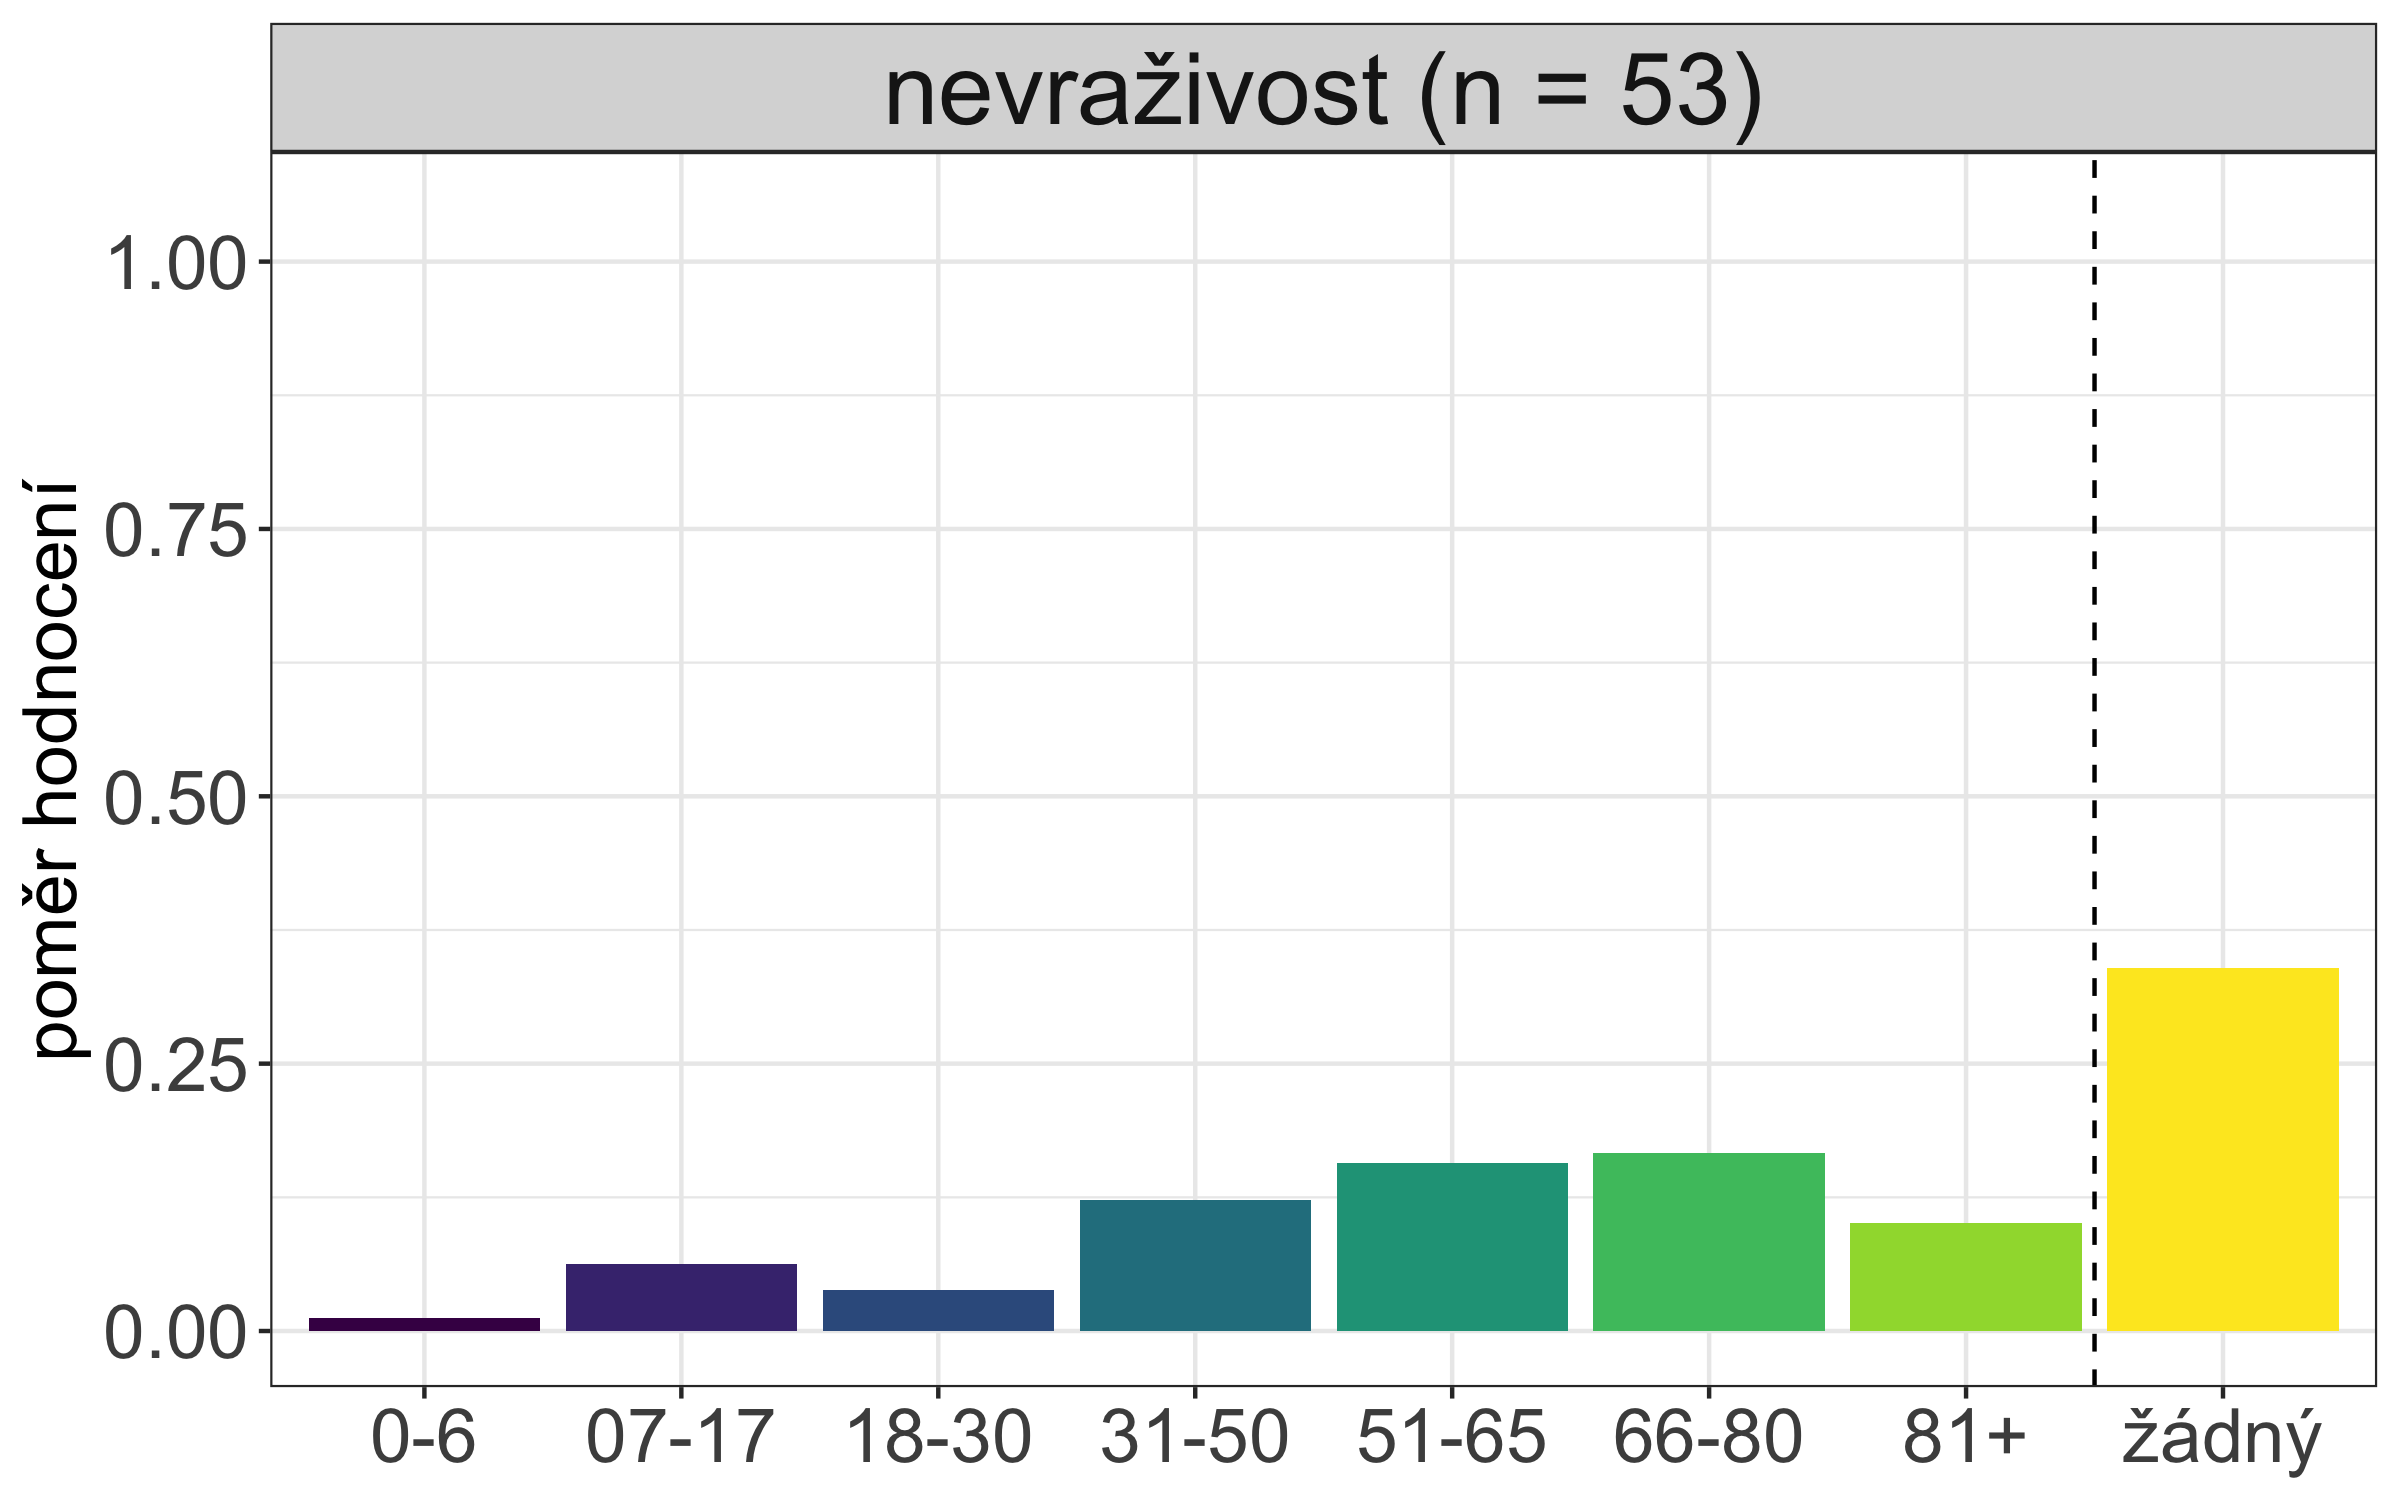 nevraživost (n = 53)
poměr hodnocení
1.00
0.75
0.50
0.25
0.00
0-6 07-17 18-30 31-50 51-65 66-80 81+ žádný